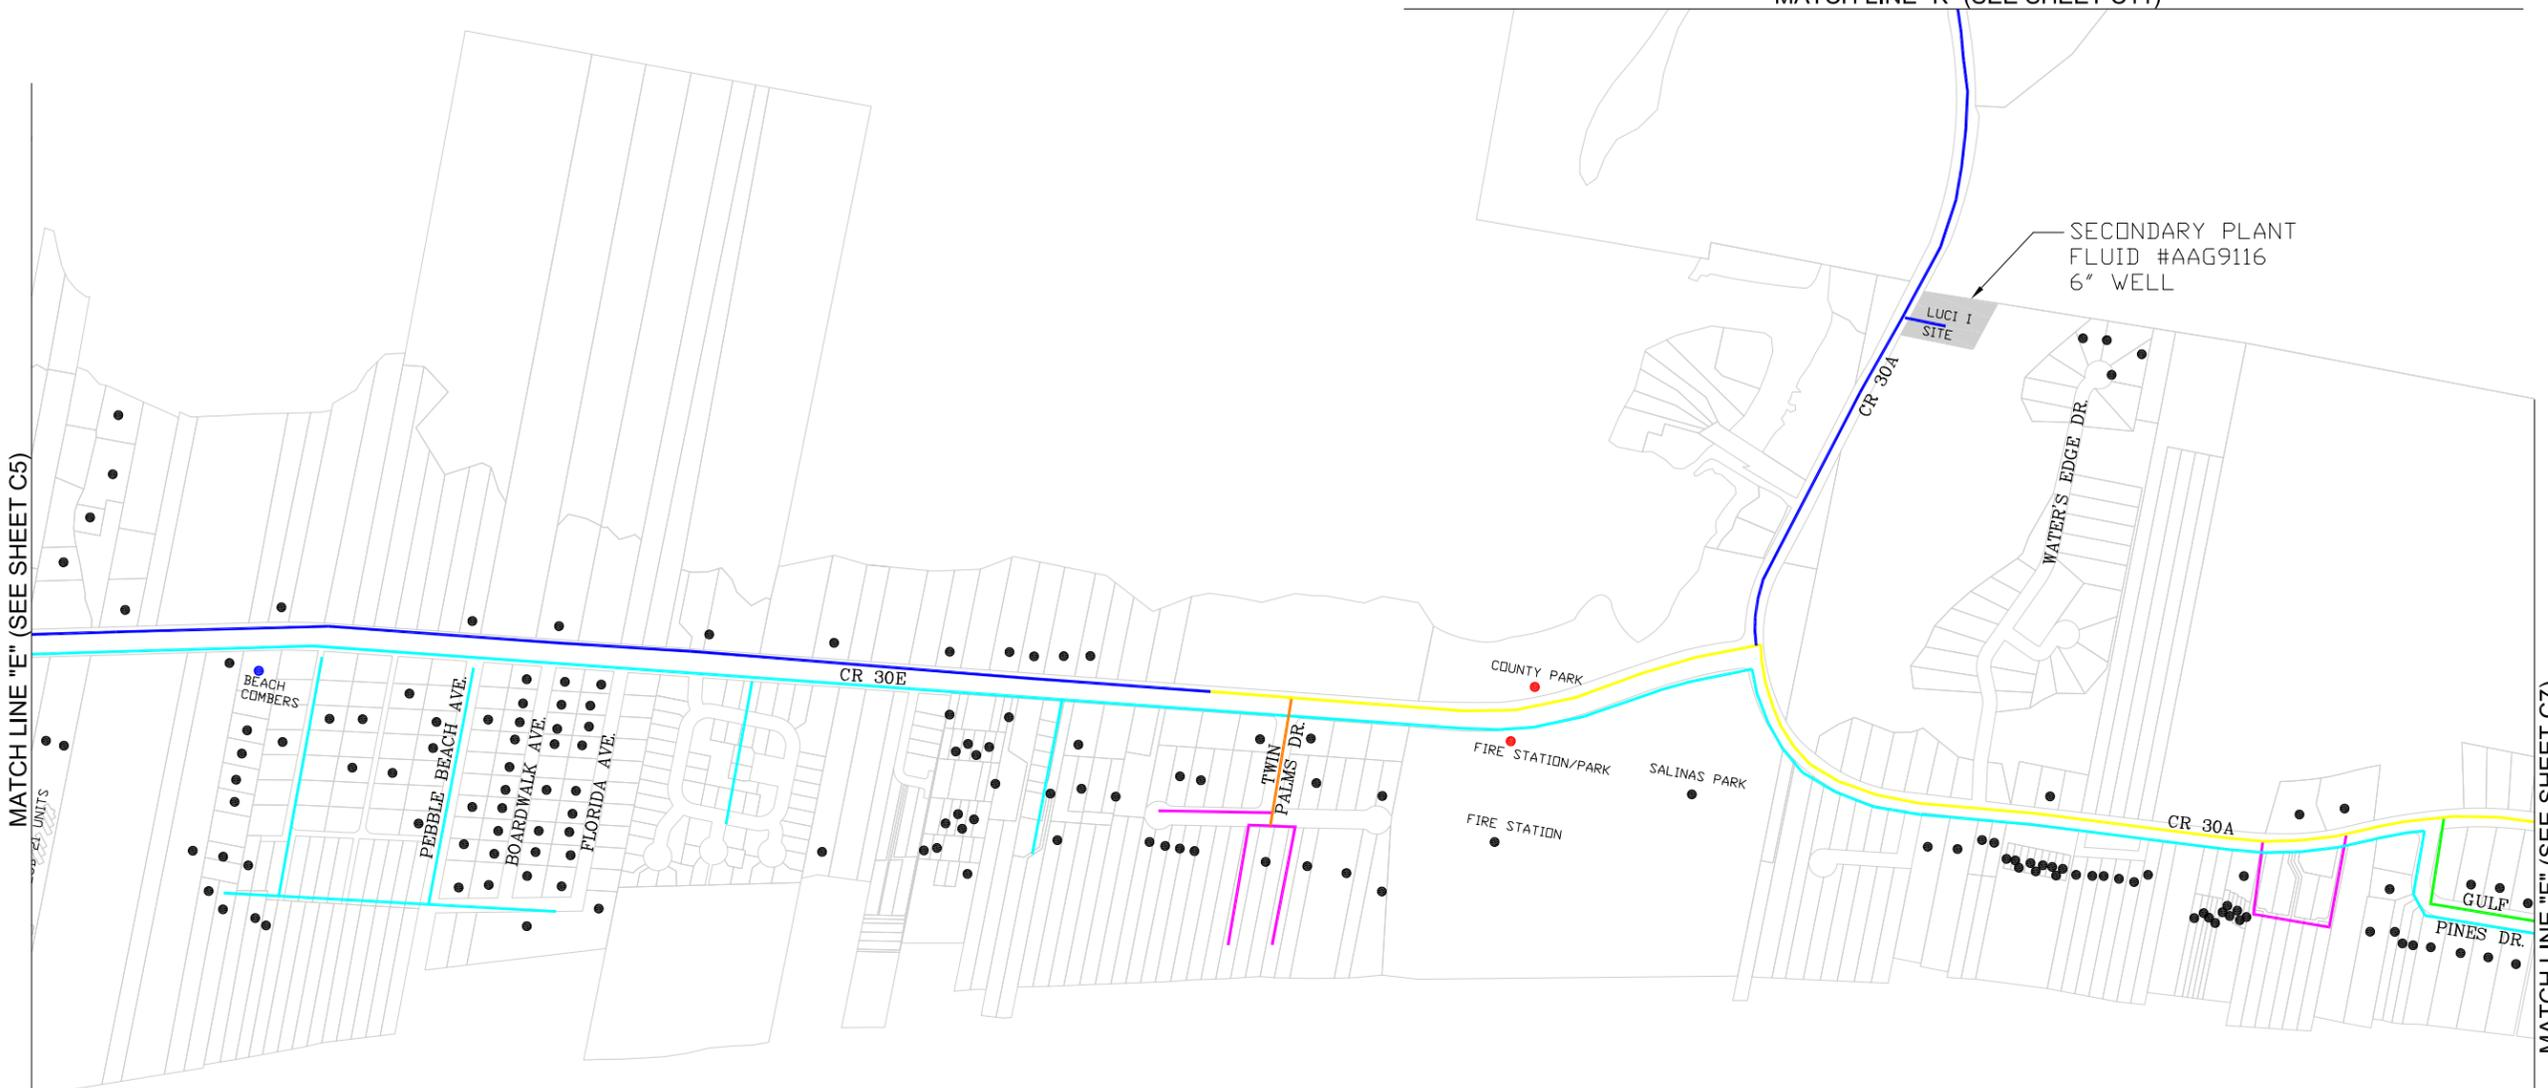 SECONDARY PLANT
FLUID #AAG9116
6" WELL
LUCI I
SITE
CR 30A
WATER'S EDGE DR.
MATCH LINE "E" (SEE SHEET C5)
BEACH
COMBERS
PEBBLE BEACH AVE.
BOARDWALK AVE.
FLORIDA AVE.
CR 30E
TWIN
PALMS DR.
COUNTY PARK
FIRE STATION/PARK
SALINAS PARK
FIRE STATION
CR 30A
GULF
PINES DR.
21 UNITS